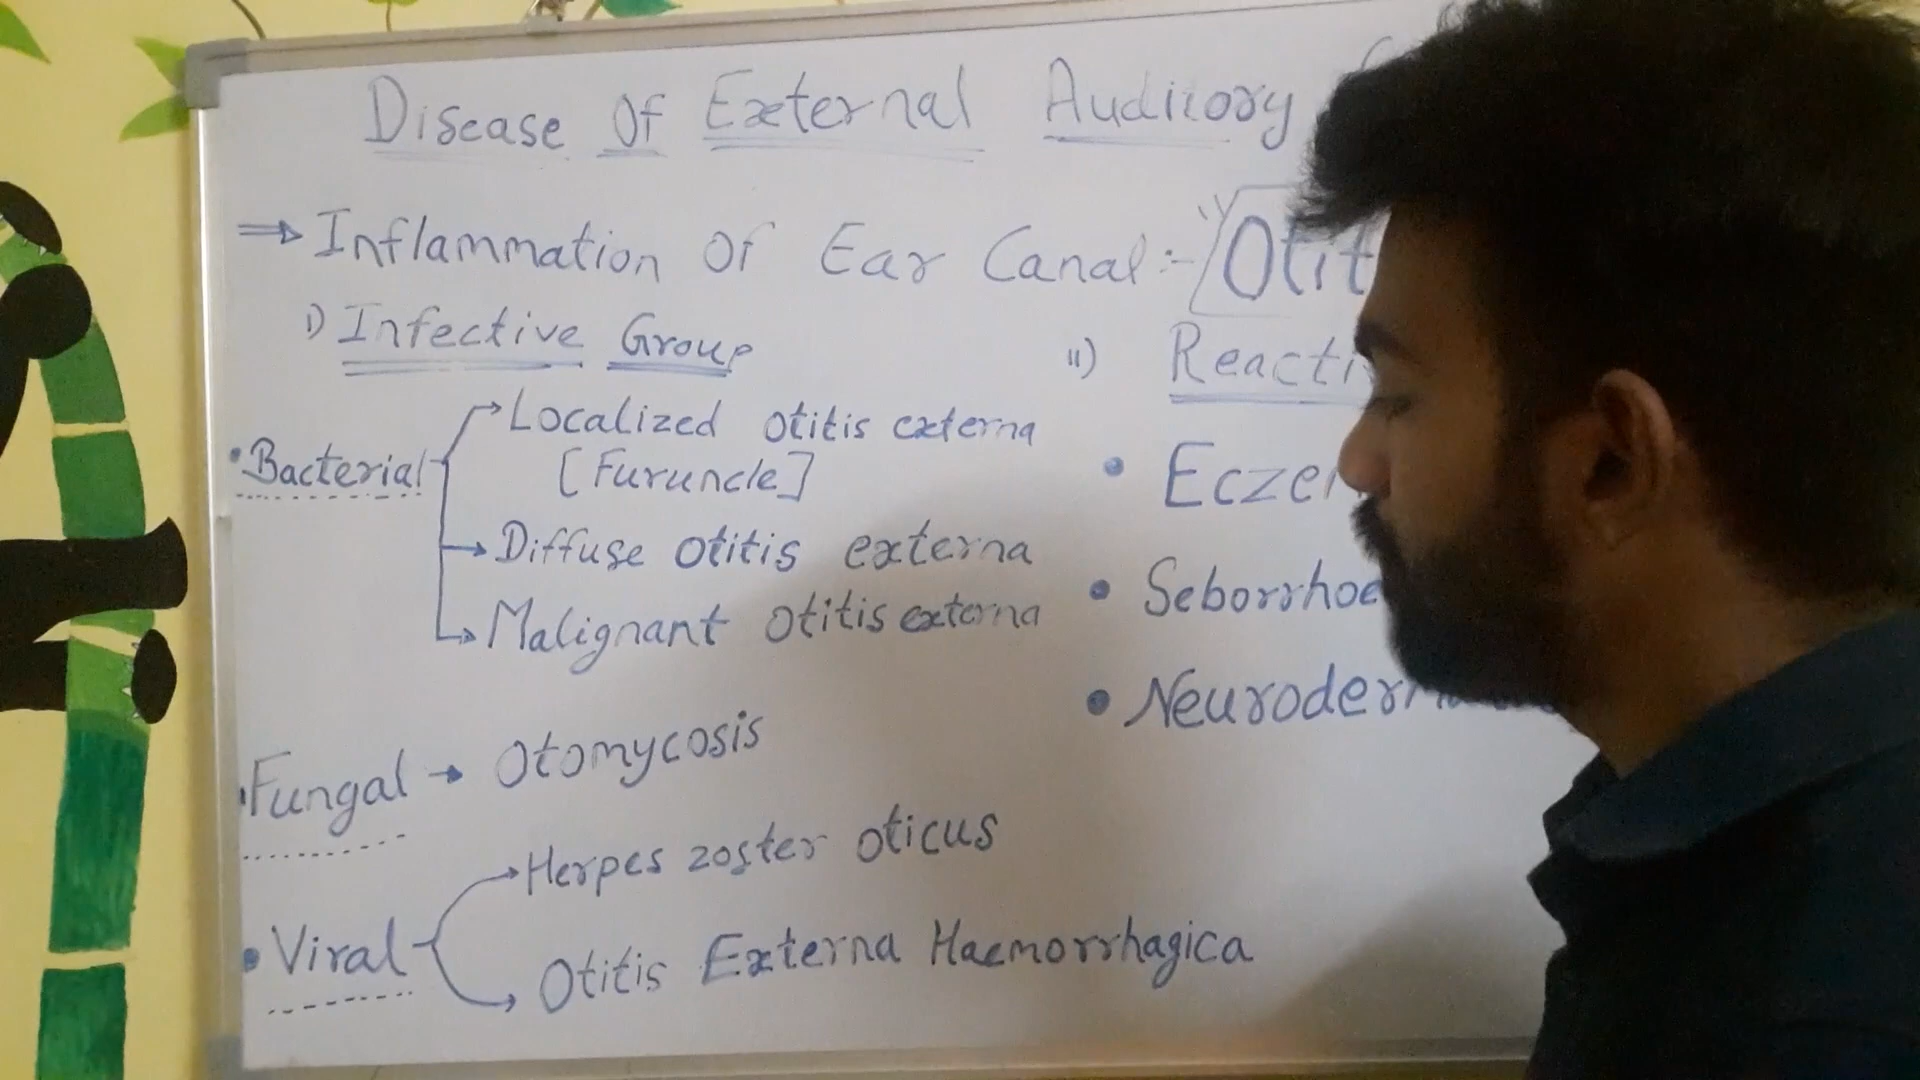 Disease Of External Auditory
⇒ Inflammation Of Ear Canal :- Otit
i) Infective Group
ii) Reacti
• Bacterial → Localized otitis externa
[Furuncle]
→ Diffuse otitis externa
→ Malignant otitis externa
• Eczem
• Seborrhoe
• Neuroderm
• Fungal → Otomycosis
• Viral → Herpes zoster oticus
→ Otitis Externa Haemorrhagica